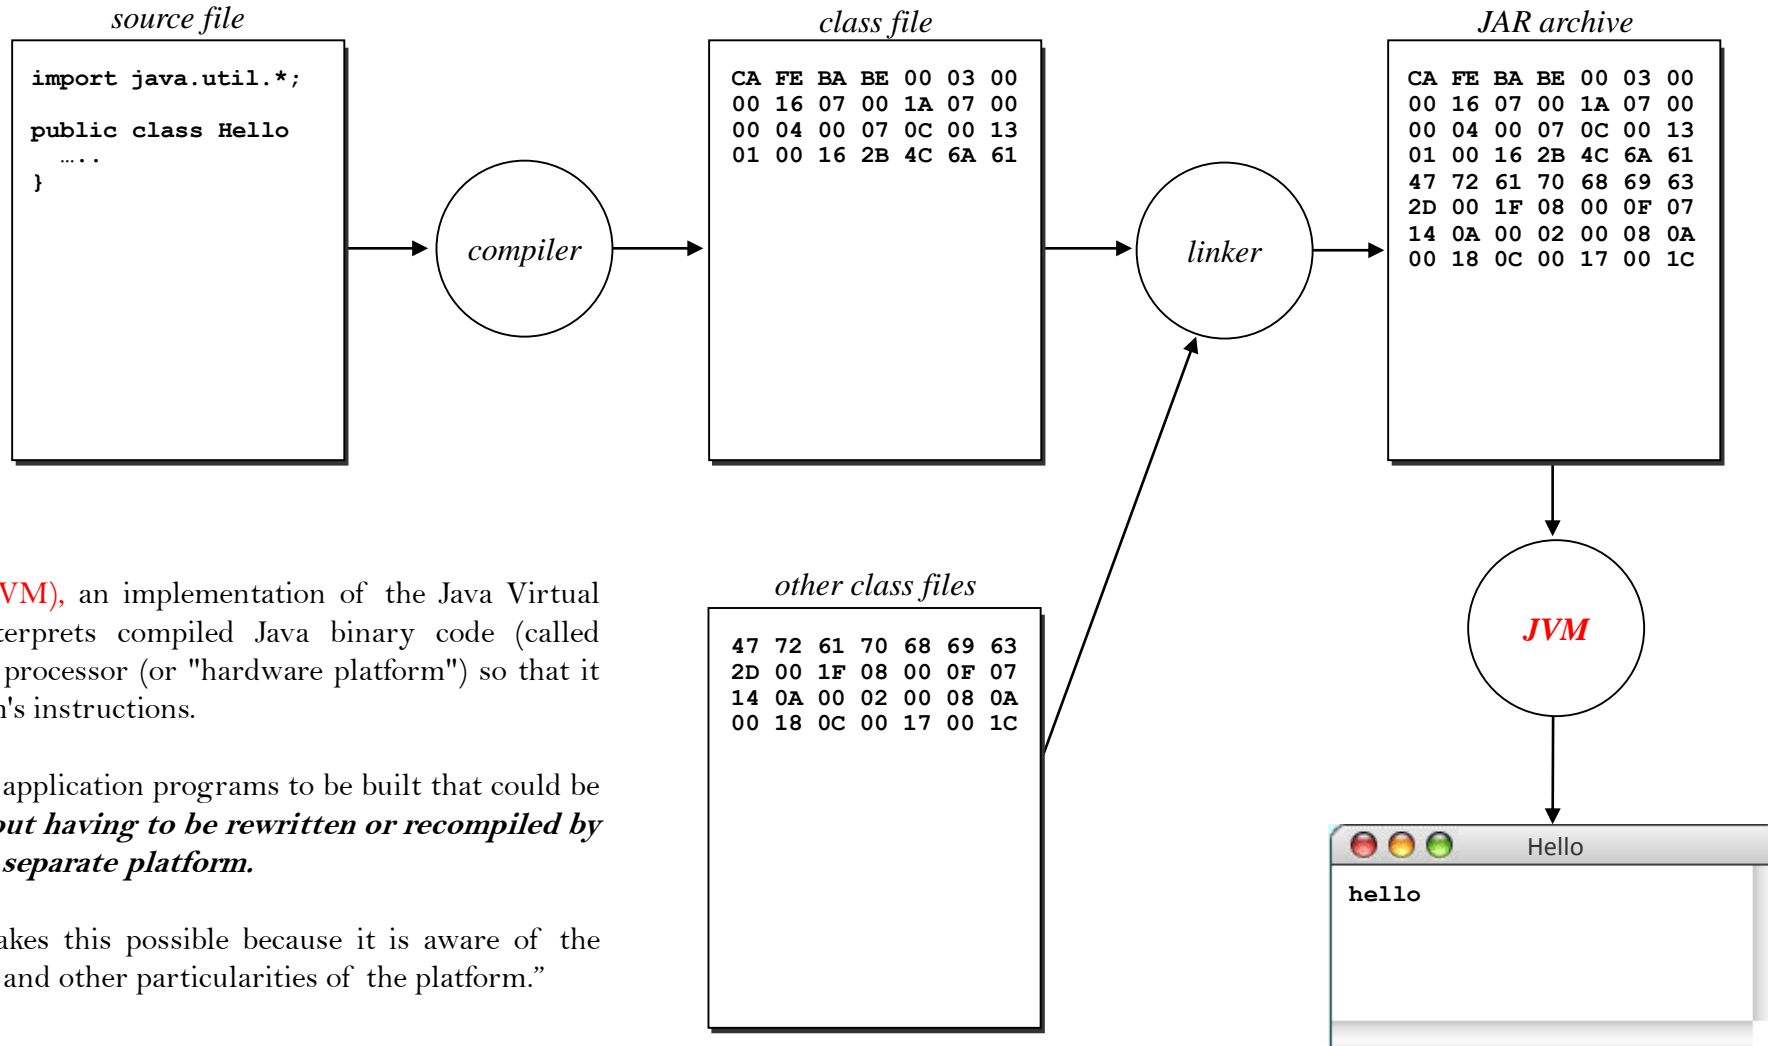 source file
import java.util.*;
public class Hello
…..
}
compiler
class file
CA FE BA BE 00 03 00
00 16 07 00 1A 07 00
00 04 00 07 0C 00 13
01 00 16 2B 4C 6A 61
linker
JAR archive
CA FE BA BE 00 03 00
00 16 07 00 1A 07 00
00 04 00 07 0C 00 13
01 00 16 2B 4C 6A 61
47 72 61 70 68 69 63
2D 00 1F 08 00 0F 07
14 0A 00 02 00 08 0A
00 18 0C 00 17 00 1C
VM), an implementation of the Java Virtual
terprets compiled Java binary code (called
processor (or "hardware platform") so that it
n's instructions.
application programs to be built that could be
out having to be rewritten or recompiled by
separate platform.
akes this possible because it is aware of the
and other particularities of the platform.”
other class files
47 72 61 70 68 69 63
2D 00 1F 08 00 0F 07
14 0A 00 02 00 08 0A
00 18 0C 00 17 00 1C
JVM
Hello
hello